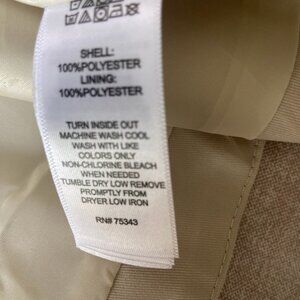 SHELL:
100%POLYESTER
LINING:
100%POLYESTER
TURN INSIDE OUT
MACHINE WASH COOL
WASH WITH LIKE
COLORS ONLY
NON-CHLORINE BLEACH
WHEN NEEDED
TUMBLE DRY LOW REMOVE
PROMPTLY FROM
DRYER LOW IRON
RN# 75343